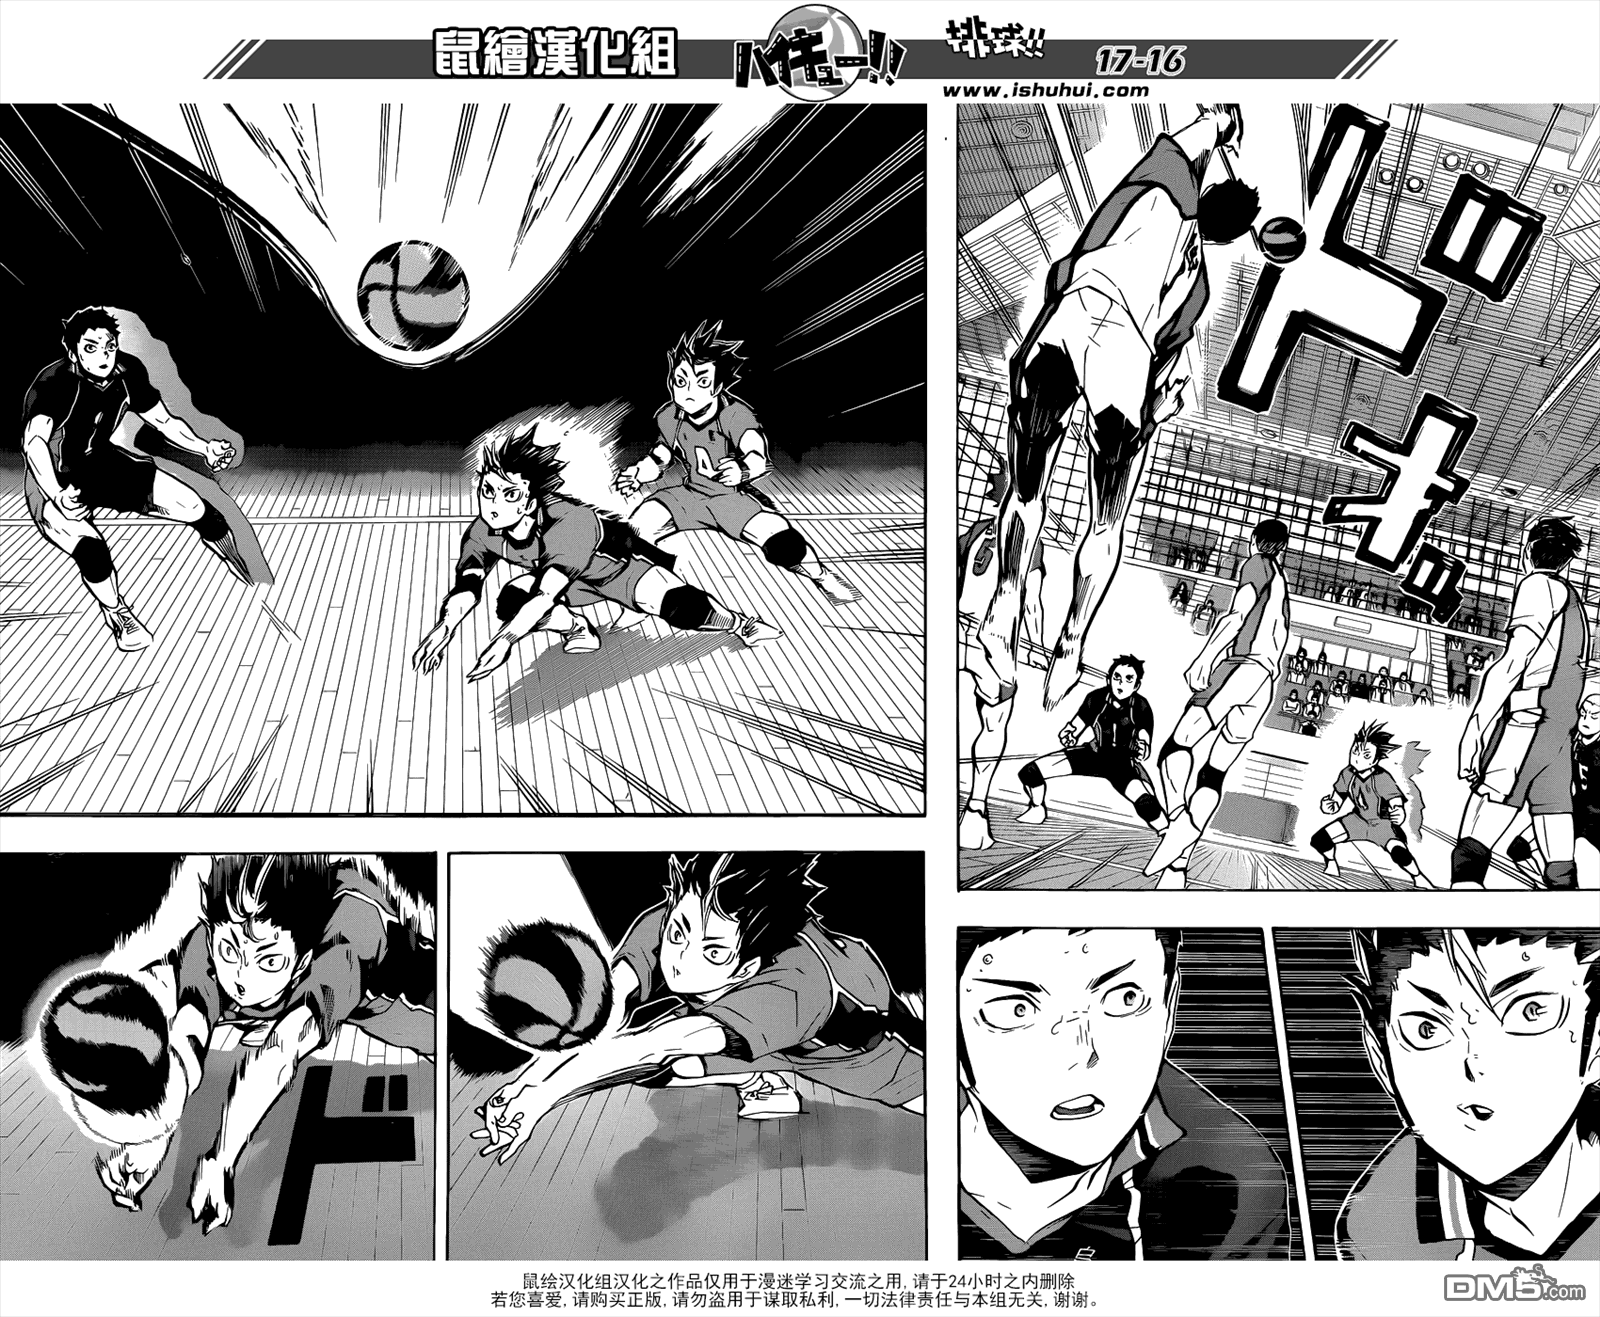 鼠繪漢化組
ハイキュー!!
排球!!
17-16
www.ishuhui.com
ドオッ
ド
鼠绘汉化组汉化之作品仅用于漫迷学习交流之用,请于24小时之内删除
若您喜爱,请购买正版,请勿盗用于谋取私利,一切法律责任与本组无关,谢谢。
DM5.com